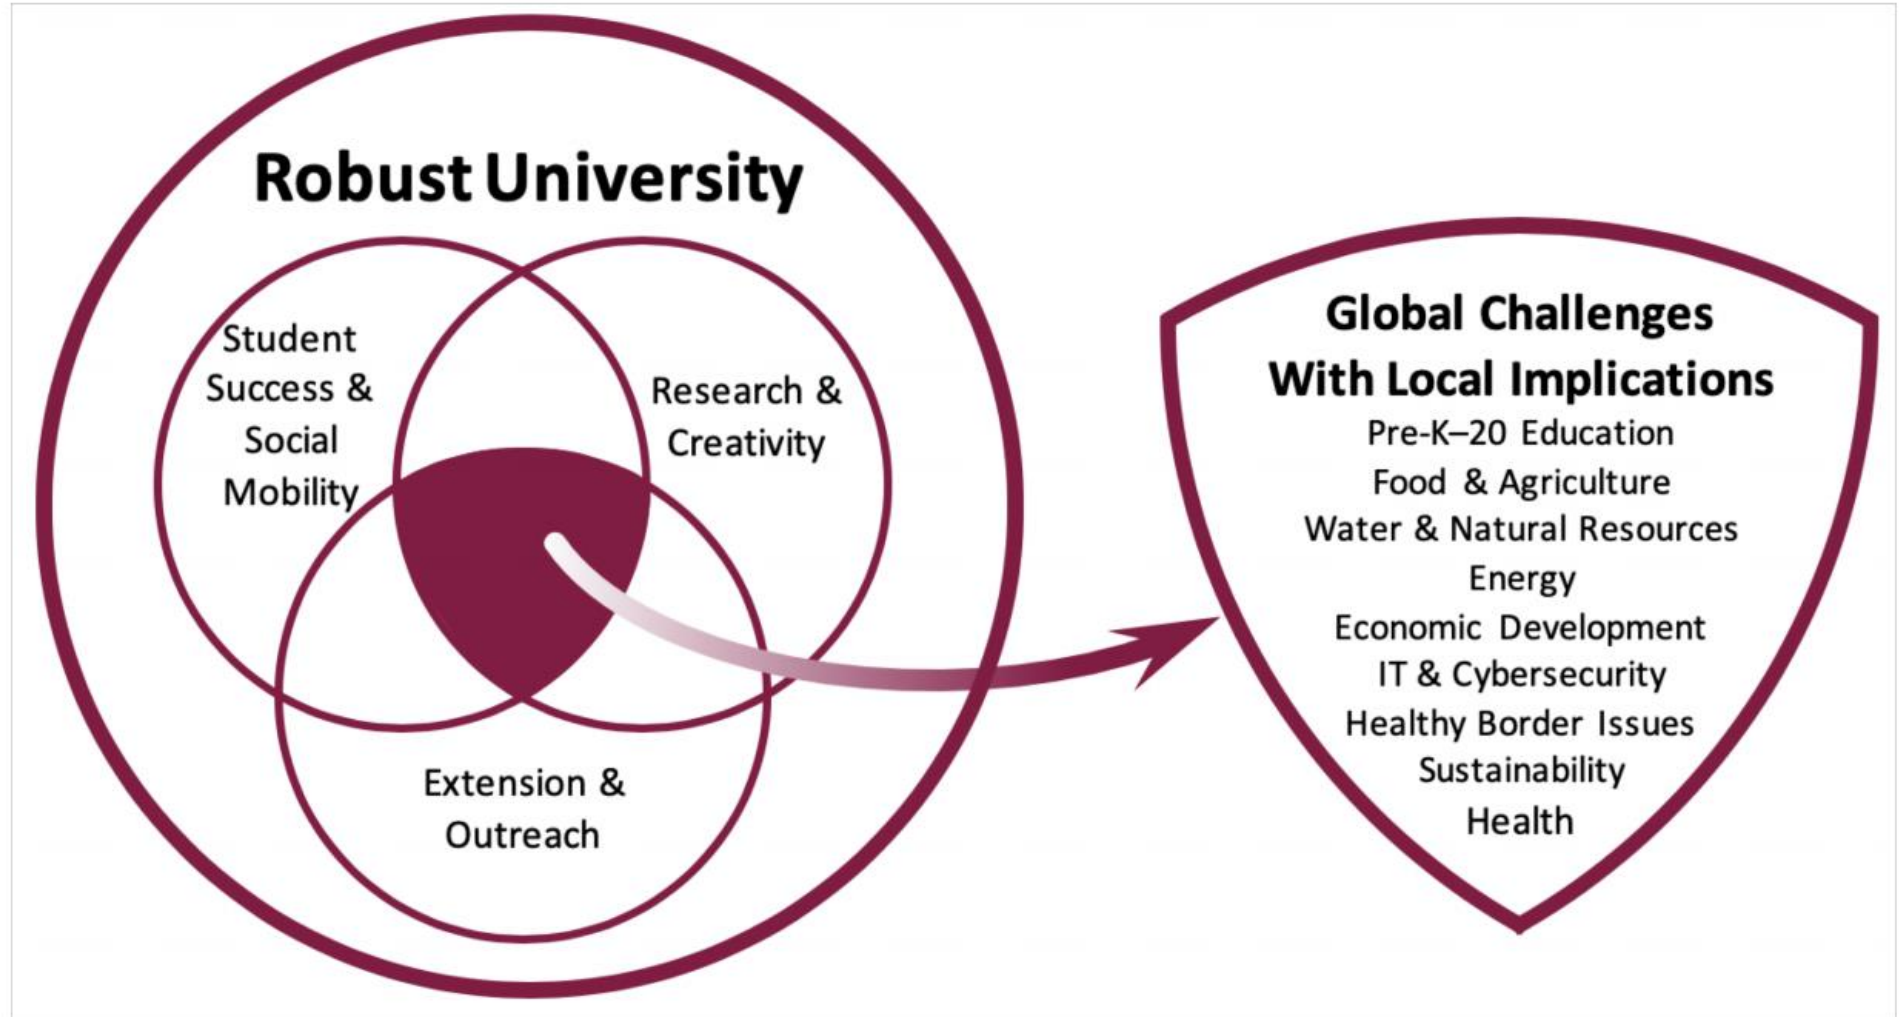 Robust University
Student
Success &
Social
Mobility
Research &
Creativity
Extension &
Outreach
Global Challenges
With Local Implications
Pre-K–20 Education
Food & Agriculture
Water & Natural Resources
Energy
Economic Development
IT & Cybersecurity
Healthy Border Issues
Sustainability
Health